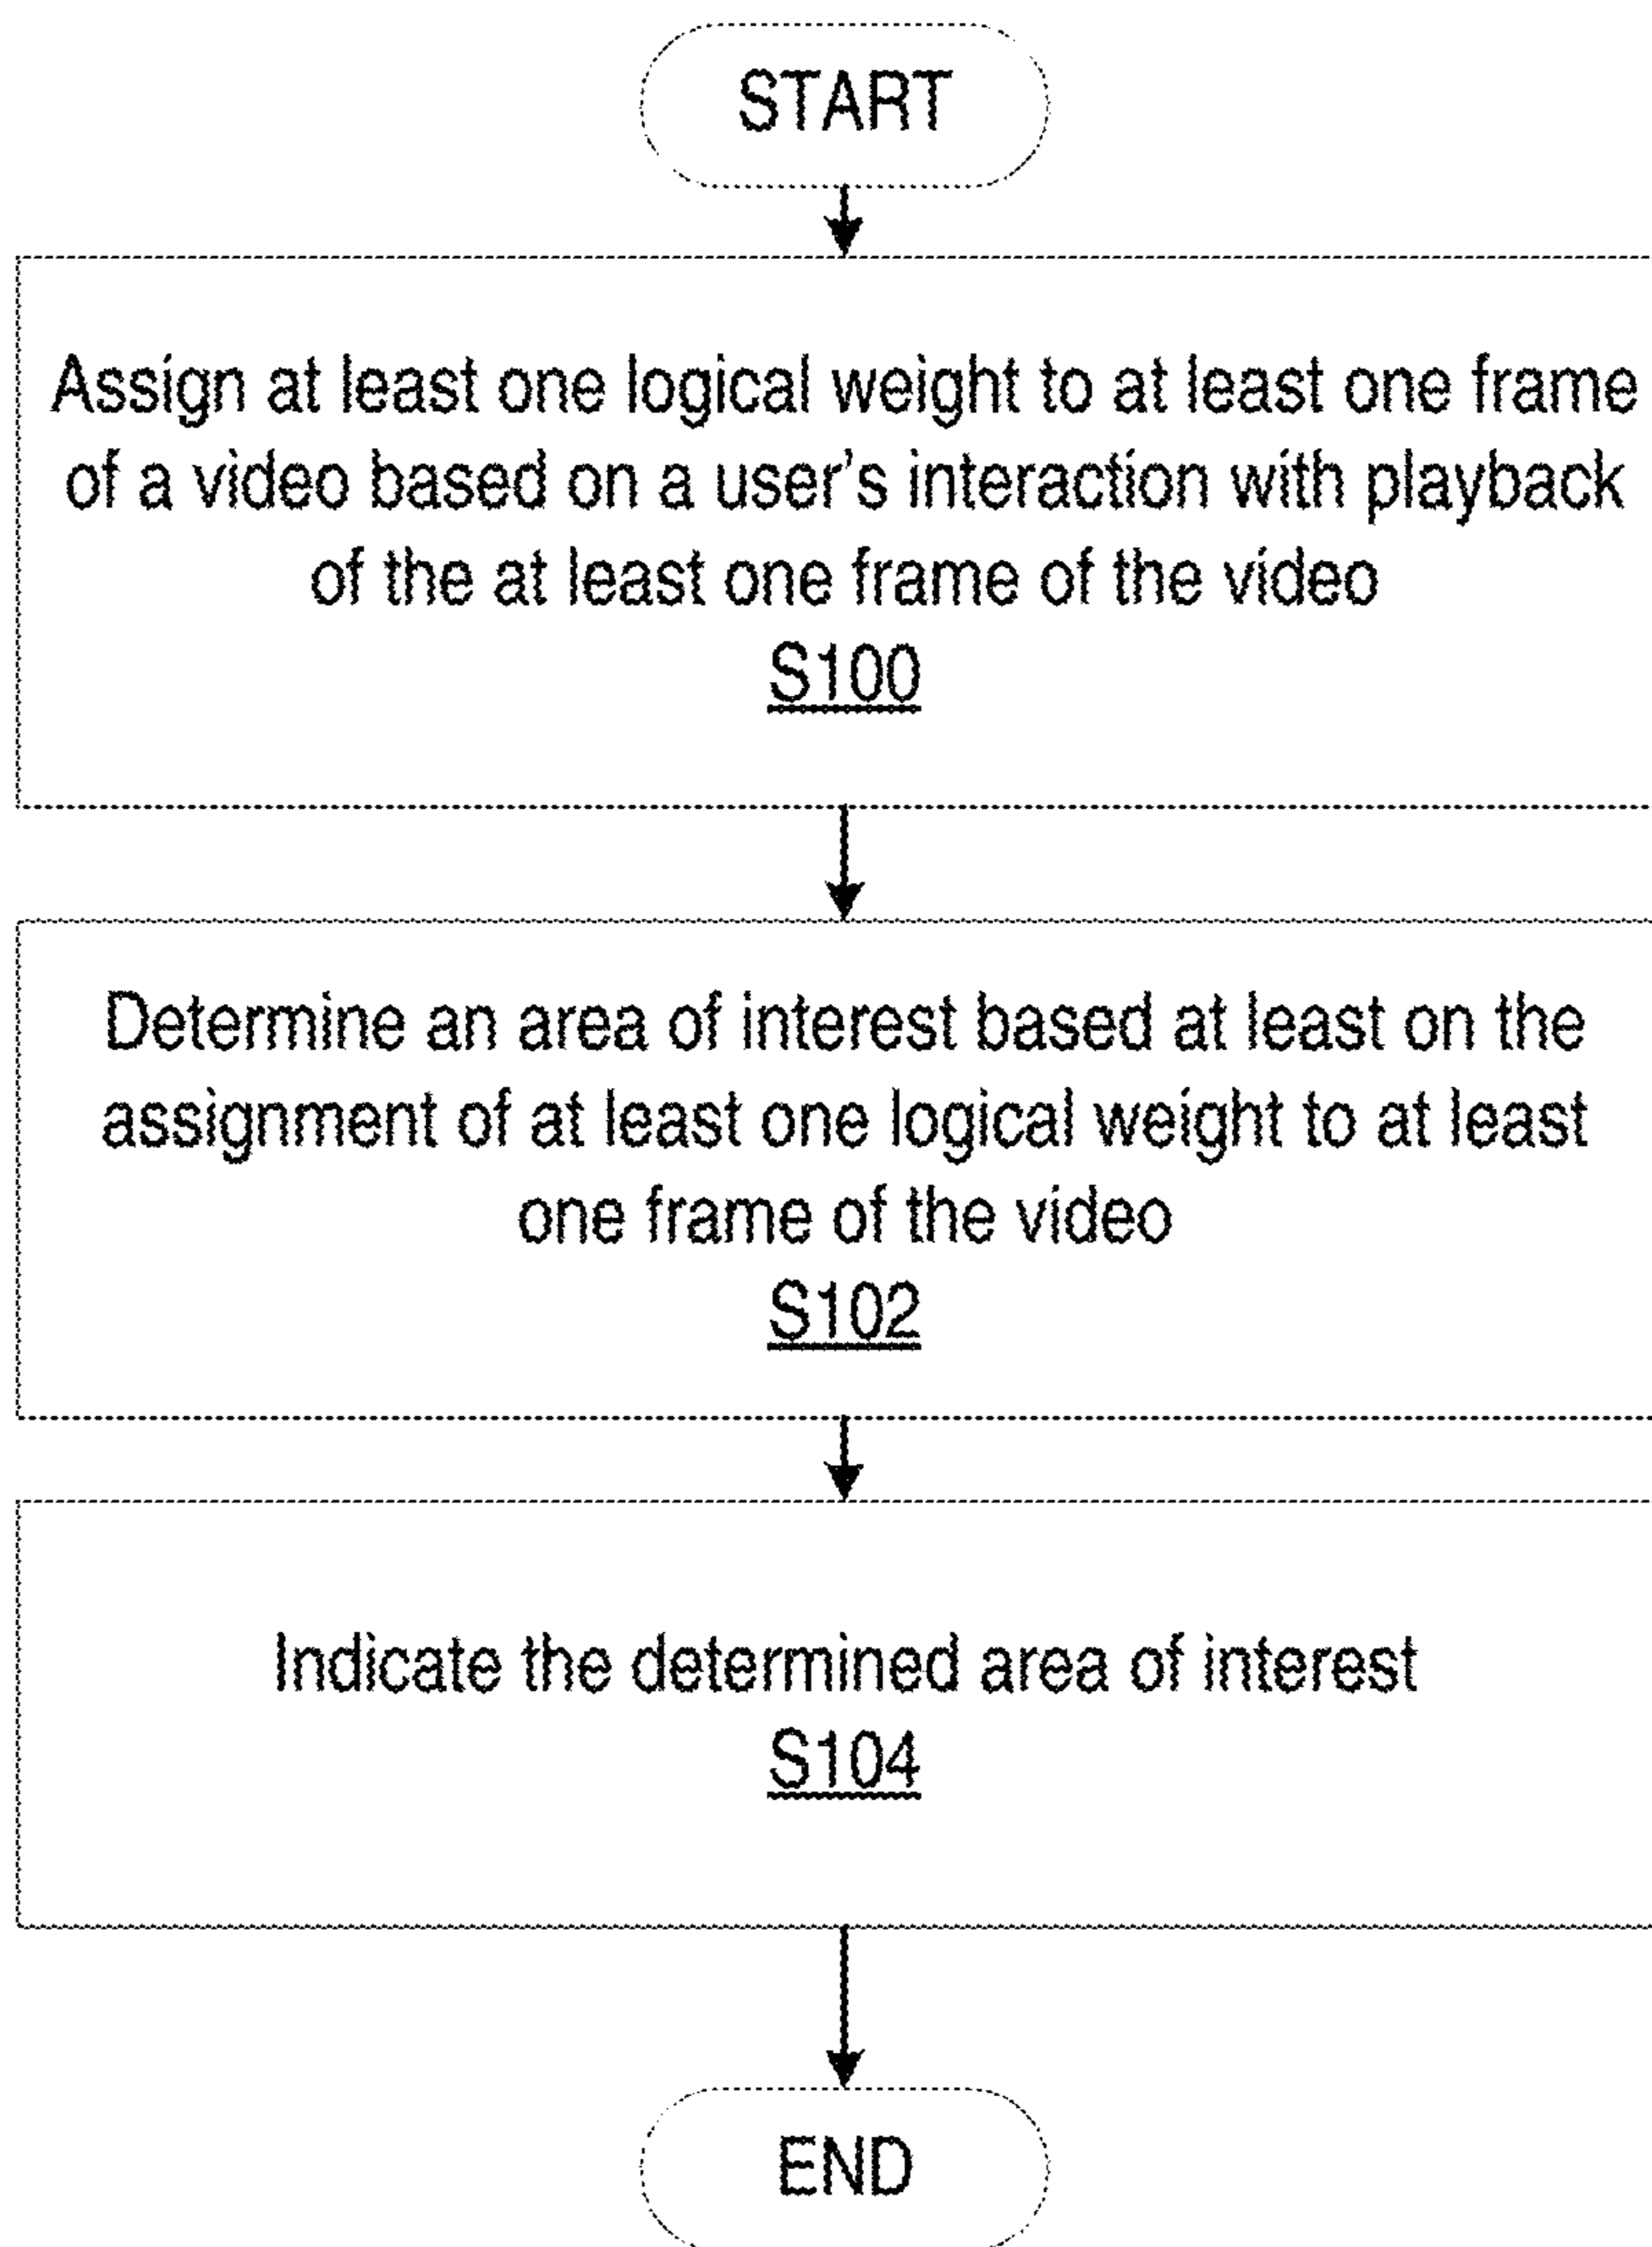 START
Assign at least one logical weight to at least one frame
of a video based on a user's interaction with playback
of the at least one frame of the video
S100
Determine an area of interest based at least on the
assignment of at least one logical weight to at least
one frame of the video
S102
Indicate the determined area of interest
S104
END